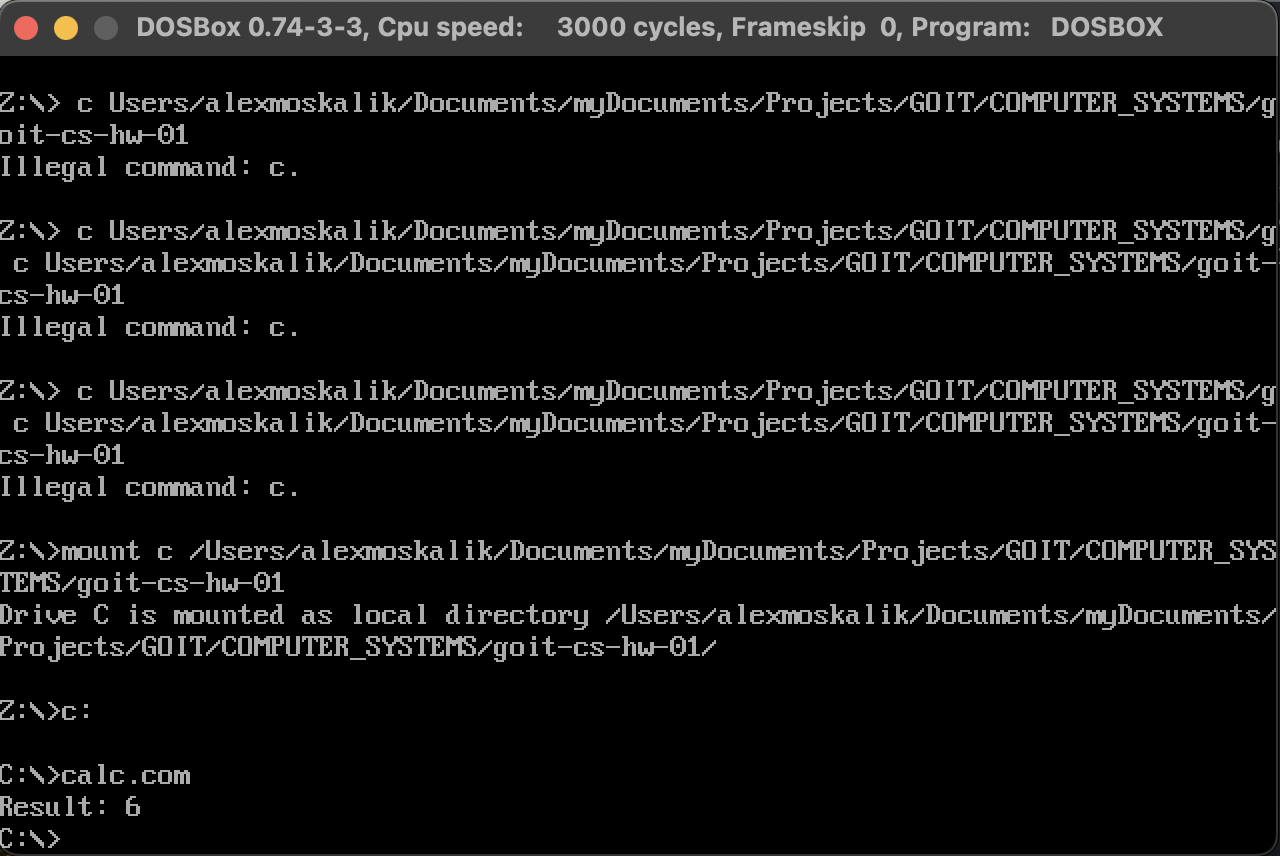 DOSBox 0.74-3-3, Cpu speed:    3000 cycles, Frameskip  0, Program:   DOSBOX
Z:\> c Users/alexmoskalik/Documents/myDocuments/Projects/GOIT/COMPUTER_SYSTEMS/g
oit-cs-hw-01
Illegal command: c.
Z:\> c Users/alexmoskalik/Documents/myDocuments/Projects/GOIT/COMPUTER_SYSTEMS/g
 c Users/alexmoskalik/Documents/myDocuments/Projects/GOIT/COMPUTER_SYSTEMS/goit-
cs-hw-01
Illegal command: c.
Z:\> c Users/alexmoskalik/Documents/myDocuments/Projects/GOIT/COMPUTER_SYSTEMS/g
 c Users/alexmoskalik/Documents/myDocuments/Projects/GOIT/COMPUTER_SYSTEMS/goit-
cs-hw-01
Illegal command: c.
Z:\>mount c /Users/alexmoskalik/Documents/myDocuments/Projects/GOIT/COMPUTER_SYS
TEMS/goit-cs-hw-01
Drive C is mounted as local directory /Users/alexmoskalik/Documents/myDocuments/
Projects/GOIT/COMPUTER_SYSTEMS/goit-cs-hw-01/
Z:\>c:
C:\>calc.com
Result: 6
C:\>